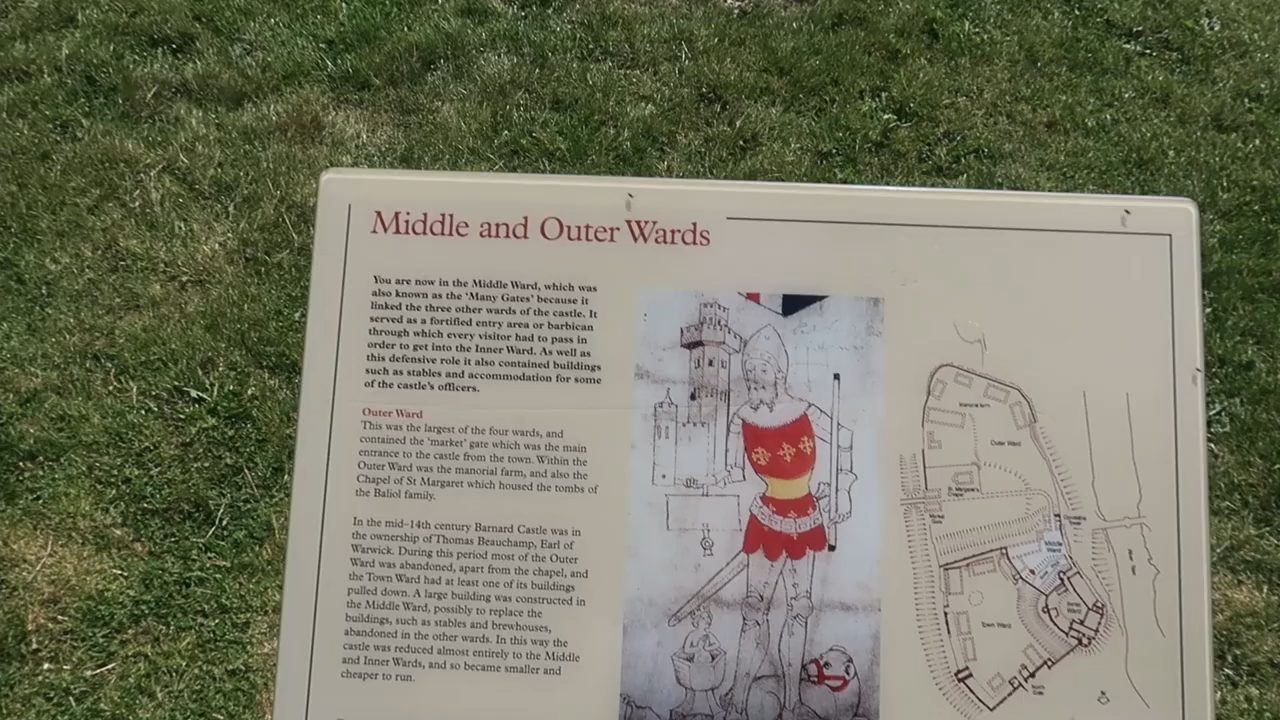 Middle and Outer Wards
You are now in the Middle Ward, which was
also known as the 'Many Gates' because it
linked the three other wards of the castle. It
served as a fortified entry area or barbican
through which every visitor had to pass in
order to get into the Inner Ward. As well as
this defensive role it also contained buildings
such as stables and accommodation for some
of the castle's officers.
Outer Ward
This was the largest of the four wards, and
contained the 'market' gate which was the main
entrance to the castle from the town. Within the
Outer Ward was the manorial farm, and also the
Chapel of St Margaret which housed the tombs of
the Baliol family.
In the mid-14th century Barnard Castle was in
the ownership of Thomas Beauchamp, Earl of
Warwick. During this period most of the Outer
Ward was abandoned, apart from the chapel, and
the Town Ward had at least one of its buildings
pulled down. A large building was constructed in
the Middle Ward, possibly to replace the
buildings, such as stables and brewhouses,
abandoned in the other wards. In this way the
castle was reduced almost entirely to the Middle
and Inner Wards, and so became smaller and
cheaper to run.
Manorial farm
Outer Ward
St. Margaret's
Chapel
Market
Gate
Middle
Ward
Inner
Ward
Town Ward
North
Gate